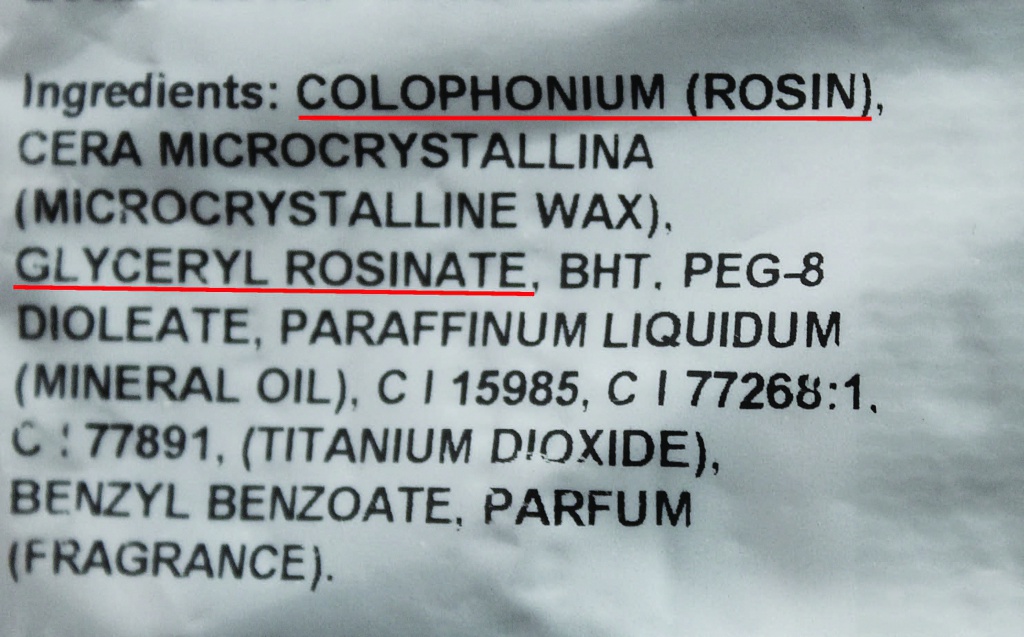 Ingredients: COLOPHONIUM (ROSIN),
CERA MICROCRYSTALLINA
(MICROCRYSTALLINE WAX),
GLYCERYL ROSINATE, BHT, PEG-8
DIOLEATE, PARAFFINUM LIQUIDUM
(MINERAL OIL), C I 15985, C I 77268:1,
C I 77891, (TITANIUM DIOXIDE),
BENZYL BENZOATE, PARFUM
(FRAGRANCE).